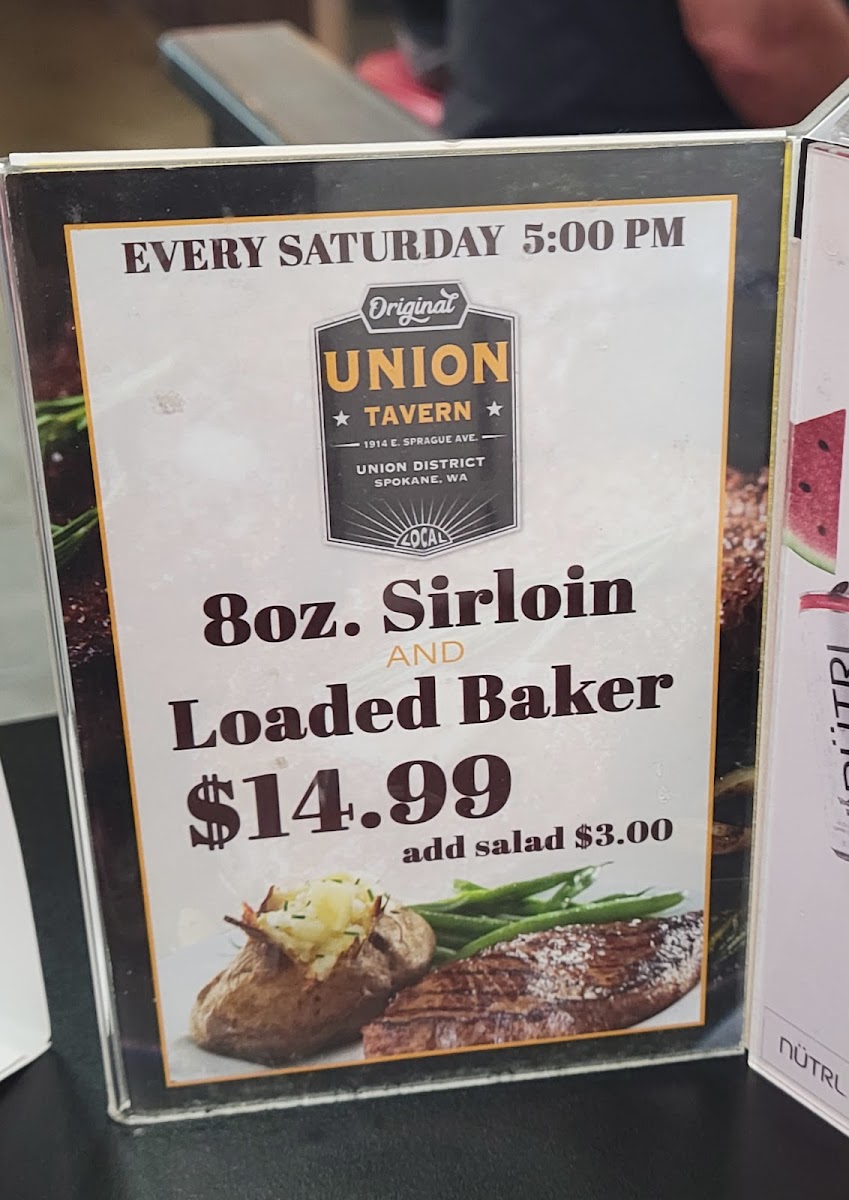 EVERY SATURDAY 5:00 PM
Original
UNION
TAVERN
1914 E. SPRAGUE AVE.
UNION DISTRICT
SPOKANE, WA
LOCAL
8oz. Sirloin
AND
Loaded Baker
$14.99
add salad $3.00
NÜTRL
NÜTRL